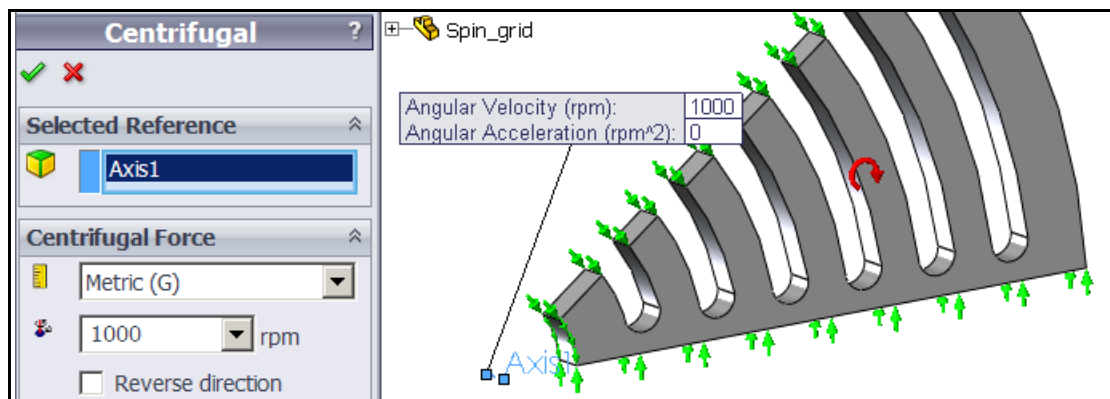 Centrifugal ?
Selected Reference
Axis1
Centrifugal Force
Metric (G)
1000 rpm
Reverse direction
Spin_grid
Angular Velocity (rpm): 1000
Angular Acceleration (rpm^2): 0
Axis1